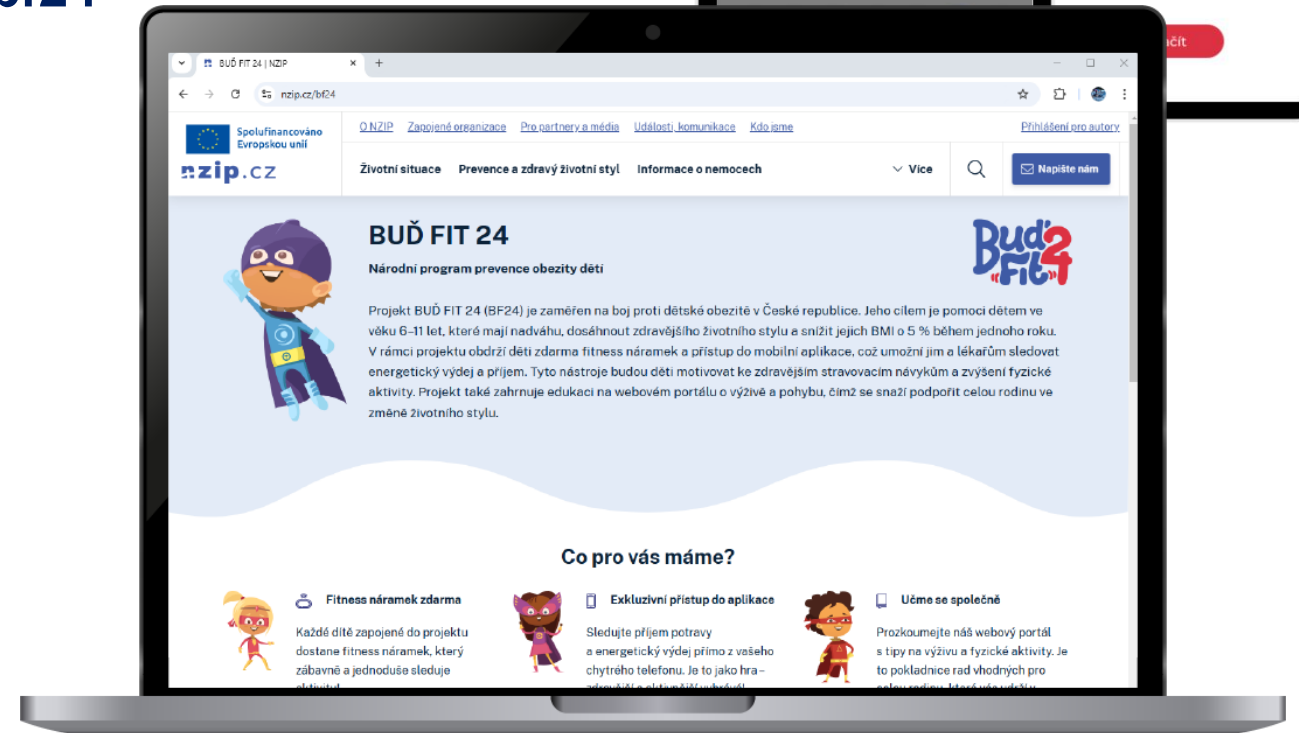 BUĎ FIT 24 | NZIP
nzip.cz/bf24
Spolufinancováno
Evropskou unií
nzip.cz
O NZIP Zapojené organizace Pro partnery a média Události, komunikace Kdo jsme
Přihlášení pro autory
Životní situace Prevence a zdravý životní styl Informace o nemocech
Více
Napište nám
BUĎ FIT 24
Národní program prevence obezity dětí
Projekt BUĎ FIT 24 (BF24) je zaměřen na boj proti dětské obezitě v České republice. Jeho cílem je pomoci dětem ve
věku 6–11 let, které mají nadváhu, dosáhnout zdravějšího životního stylu a snížit jejich BMI o 5 % během jednoho roku.
V rámci projektu obdrží děti zdarma fitness náramek a přístup do mobilní aplikace, což umožní jim a lékařům sledovat
energetický výdej a příjem. Tyto nástroje budou děti motivovat ke zdravějším stravovacím návykům a zvýšení fyzické
aktivity. Projekt také zahrnuje edukaci na webovém portálu o výživě a pohybu, čímž se snaží podpořit celou rodinu ve
změně životního stylu.
Buď 2
«Fit» 4
Co pro vás máme?
Fitness náramek zdarma
Každé dítě zapojené do projektu
dostane fitness náramek, který
zábavně a jednoduše sleduje
Exkluzivní přístup do aplikace
Sledujte příjem potravy
a energetický výdej přímo z vašeho
chytrého telefonu. Je to jako hra –
Učme se společně
Prozkoumejte náš webový portál
s tipy na výživu a fyzické aktivity. Je
to pokladnice rad vhodných pro